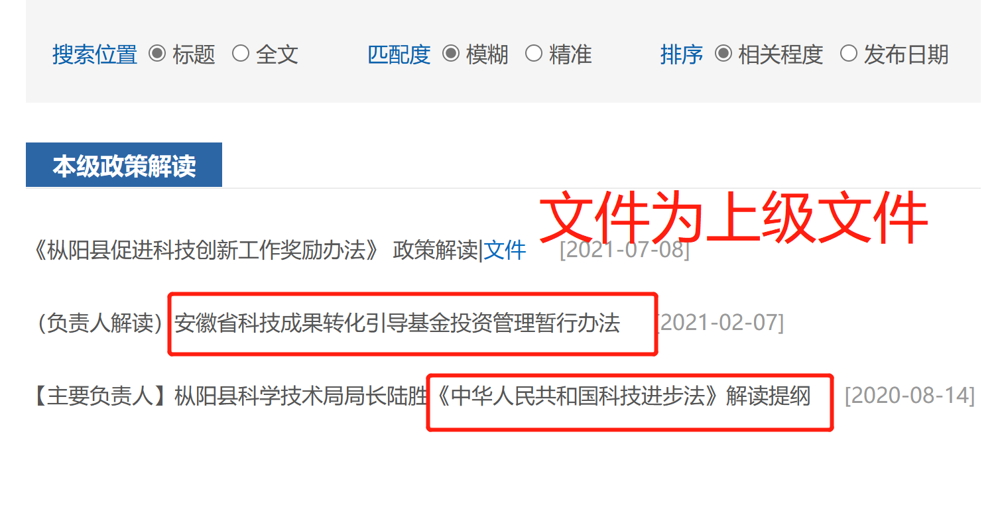 搜索位置 标题 全文 匹配度 模糊 精准 排序 相关程度 发布日期
本级政策解读
文件为上级文件
《枞阳县促进科技创新工作奖励办法》 政策解读|文件 [2021-07-08]
（负责人解读）安徽省科技成果转化引导基金投资管理暂行办法 [2021-02-07]
【主要负责人】枞阳县科学技术局局长陆胜《中华人民共和国科技进步法》解读提纲 [2020-08-14]